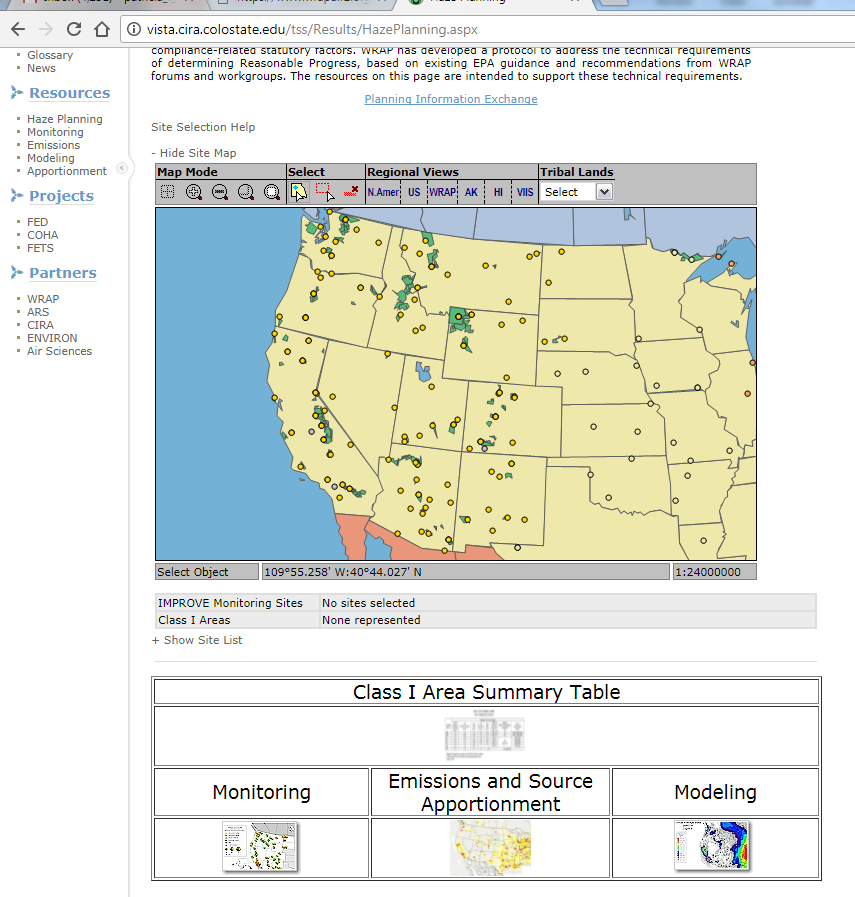 vista.cira.colostate.edu/tss/Results/HazePlanning.aspx
Glossary
News
Resources
Haze Planning
Monitoring
Emissions
Modeling
Apportionment
Projects
FED
COHA
FETS
Partners
WRAP
ARS
CIRA
ENVIRON
Air Sciences
compliance-related statutory factors. WRAP has developed a protocol to address the technical requirements
of determining Reasonable Progress, based on existing EPA guidance and recommendations from WRAP
forums and workgroups. The resources on this page are intended to support these technical requirements.
Planning Information Exchange
Site Selection Help
- Hide Site Map
Map Mode Select Regional Views Tribal Lands
N.Amer US WRAP AK HI VIIS Select
Select Object 109°55.258' W:40°44.027' N 1:24000000
IMPROVE Monitoring Sites No sites selected
Class I Areas None represented
+ Show Site List
Class I Area Summary Table
Monitoring
Emissions and Source
Apportionment
Modeling